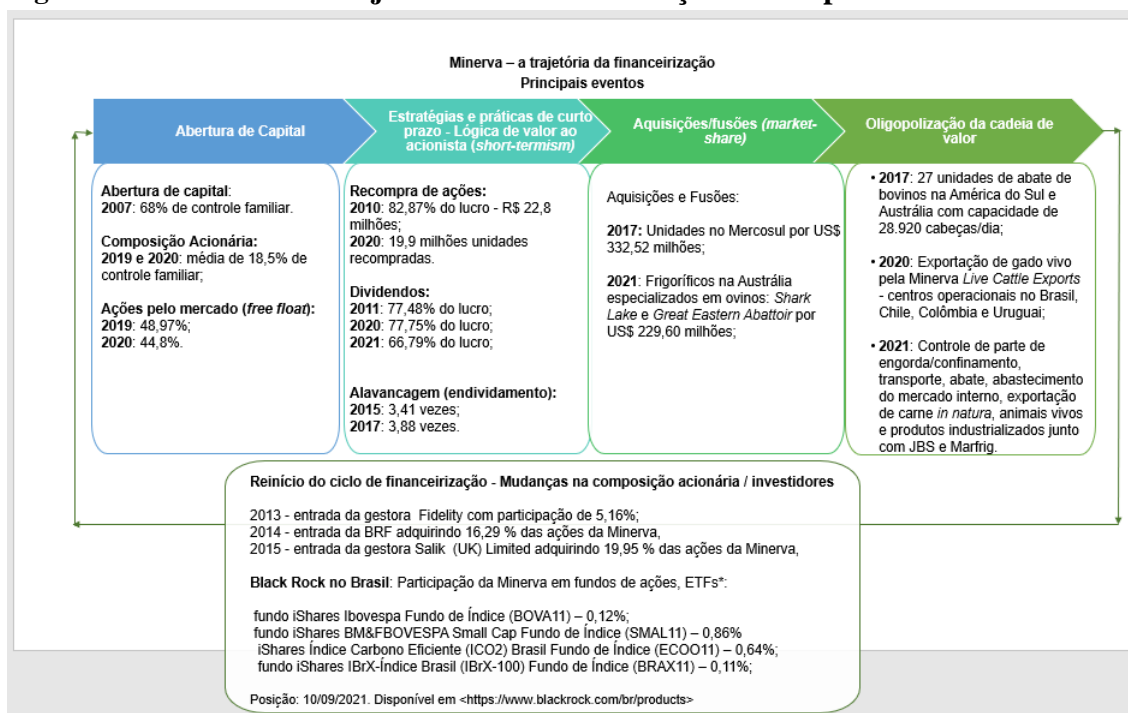 Minerva – a trajetória da financeirização
Principais eventos
Abertura de Capital
Estratégias e práticas de curto
prazo - Lógica de valor ao
acionista (short-termism)
Aquisições/fusões (market-
share)
Oligopolização da cadeia de
valor
Abertura de capital:
2007: 68% de controle familiar.
Composição Acionária:
2019 e 2020: média de 18,5% de
controle familiar;
Ações pelo mercado (free float):
2019: 48,97%;
2020: 44,8%.
Recompra de ações:
2010: 82,87% do lucro - R$ 22,8
milhões;
2020: 19,9 milhões unidades
recompradas.
Dividendos:
2011: 77,48% do lucro;
2020: 77,75% do lucro;
2021: 66,79% do lucro;
Alavancagem (endividamento):
2015: 3,41 vezes;
2017: 3,88 vezes.
Aquisições e Fusões:
2017: Unidades no Mercosul por US$
332,52 milhões;
2021: Frigoríficos na Austrália
especializados em ovinos: Shark
Lake e Great Eastern Abattoir por
US$ 229,60 milhões;
• 2017: 27 unidades de abate de
bovinos na América do Sul e
Austrália com capacidade de
28.920 cabeças/dia;
• 2020: Exportação de gado vivo
pela Minerva Live Cattle Exports
- centros operacionais no Brasil,
Chile, Colômbia e Uruguai;
• 2021: Controle de parte de
engorda/confinamento,
transporte, abate, abastecimento
do mercado interno, exportação
de carne in natura, animais vivos
e produtos industrializados junto
com JBS e Marfrig.
Reinício do ciclo de financeirização - Mudanças na composição acionária / investidores
2013 - entrada da gestora Fidelity com participação de 5,16%;
2014 - entrada da BRF adquirindo 16,29 % das ações da Minerva,
2015 - entrada da gestora Salik (UK) Limited adquirindo 19,95 % das ações da Minerva,
Black Rock no Brasil: Participação da Minerva em fundos de ações, ETFs*:
fundo iShares Ibovespa Fundo de Índice (BOVA11) – 0,12%;
fundo iShares BM&FBOVESPA Small Cap Fundo de Índice (SMAL11) – 0,86%
iShares Índice Carbono Eficiente (ICO2) Brasil Fundo de Índice (ECOO11) – 0,64%;
fundo iShares IBrX-Índice Brasil (IBrX-100) Fundo de Índice (BRAX11) – 0,11%;
Posição: 10/09/2021. Disponível em <https://www.blackrock.com/br/products>